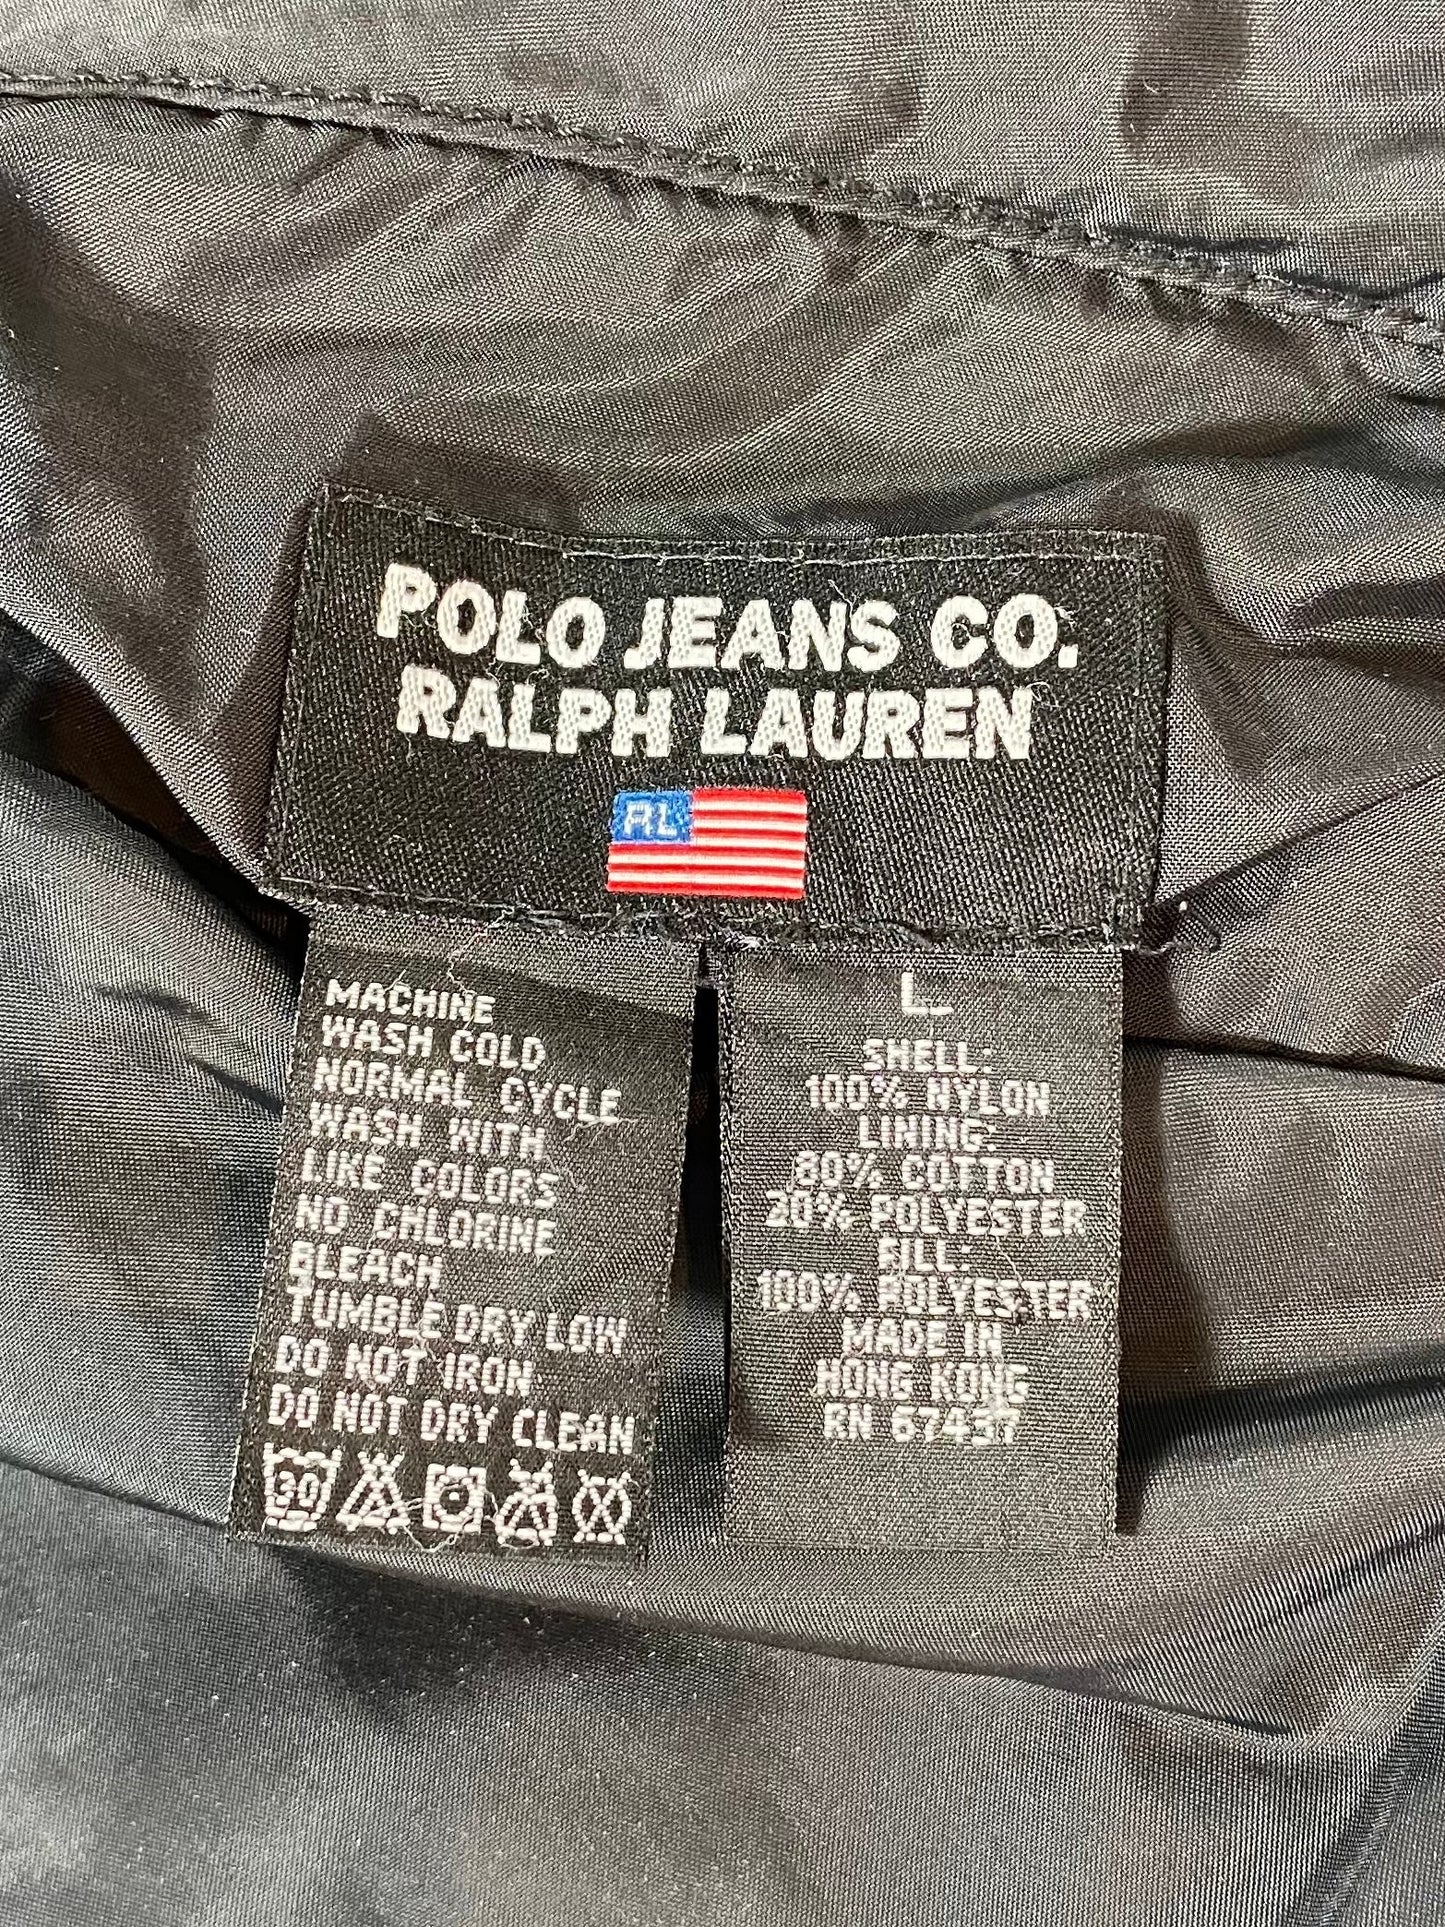 POLO JEANS CO.
RALPH LAUREN
RL
MACHINE
WASH COLD
NORMAL CYCLE
WASH WITH
LIKE COLORS
NO CHLORINE
BLEACH
TUMBLE DRY LOW
DO NOT IRON
DO NOT DRY CLEAN
30
L
SHELL:
100% NYLON
LINING:
80% COTTON
20% POLYESTER
FILL:
100% POLYESTER
MADE IN
HONG KONG
RN 67437